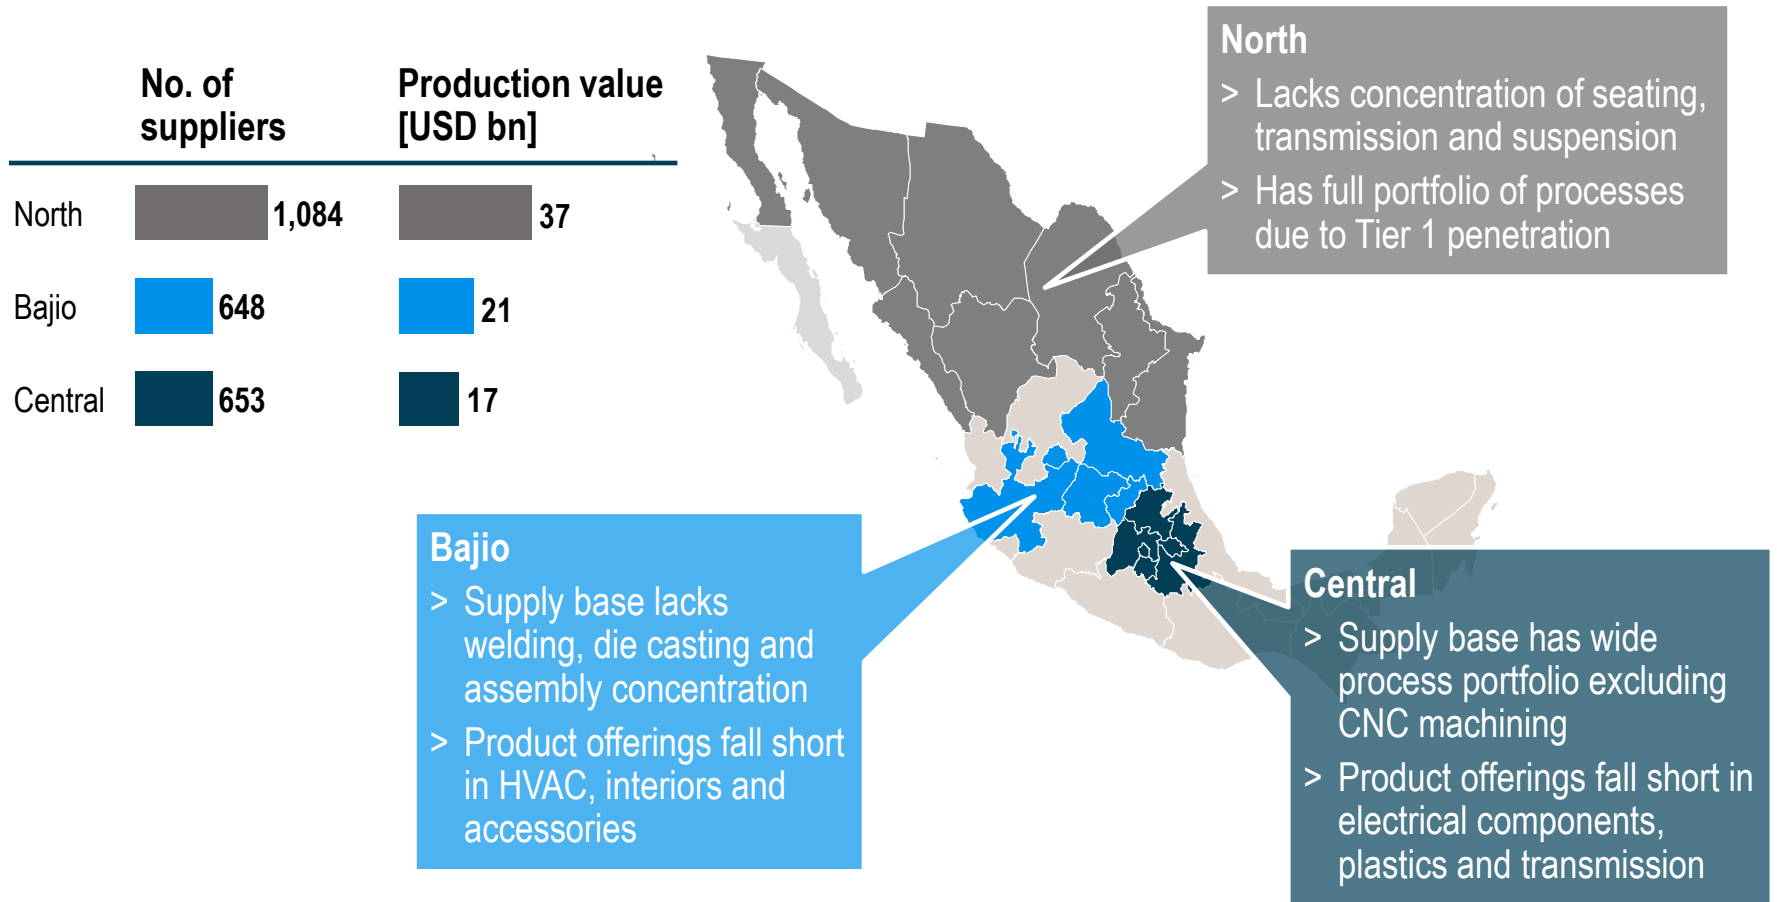 No. of
suppliers
Production value
[USD bn]
North
1,084
37
Bajio
648
21
Central
653
17
North
> Lacks concentration of seating,
transmission and suspension
> Has full portfolio of processes
due to Tier 1 penetration
Bajio
> Supply base lacks
welding, die casting and
assembly concentration
> Product offerings fall short
in HVAC, interiors and
accessories
Central
> Supply base has wide
process portfolio excluding
CNC machining
> Product offerings fall short in
electrical components,
plastics and transmission